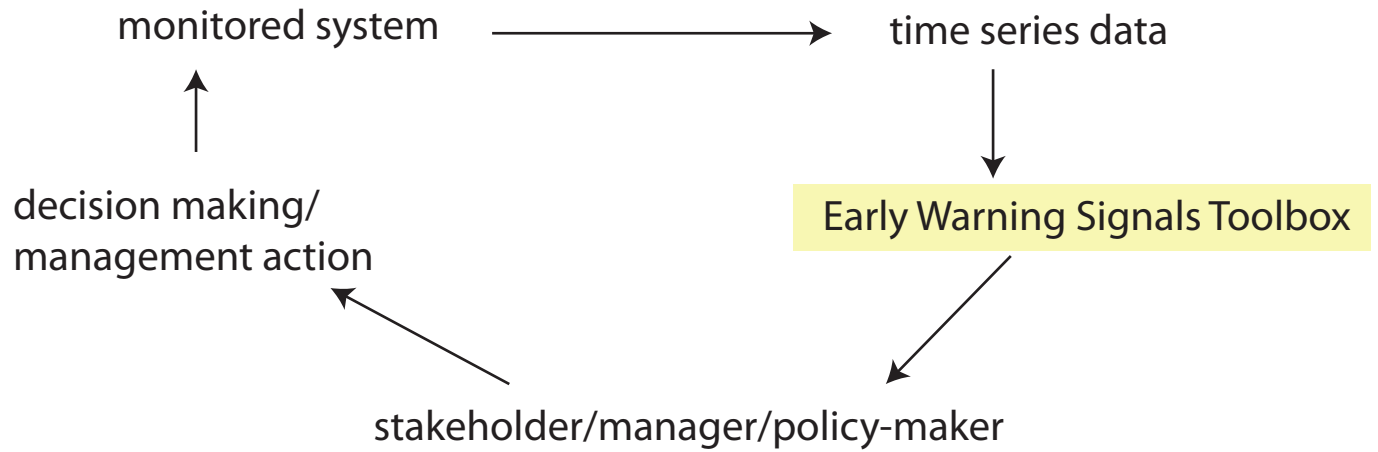 monitored system
time series data
Early Warning Signals Toolbox
stakeholder/manager/policy-maker
decision making/
management action